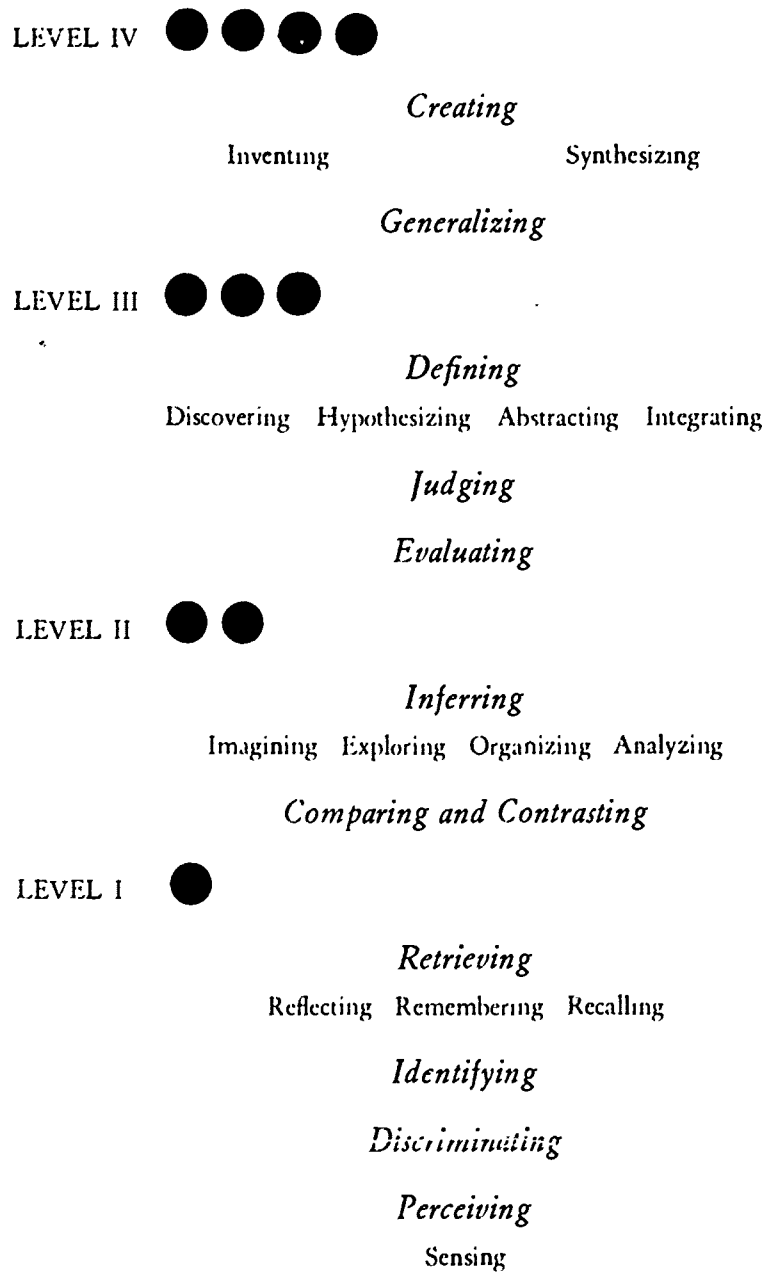 LEVEL IV
Creating
Inventing Synthesizing
Generalizing
LEVEL III
Defining
Discovering Hypothesizing Abstracting Integrating
Judging
Evaluating
LEVEL II
Inferring
Imagining Exploring Organizing Analyzing
Comparing and Contrasting
LEVEL I
Retrieving
Reflecting Remembering Recalling
Identifying
Discriminating
Perceiving
Sensing